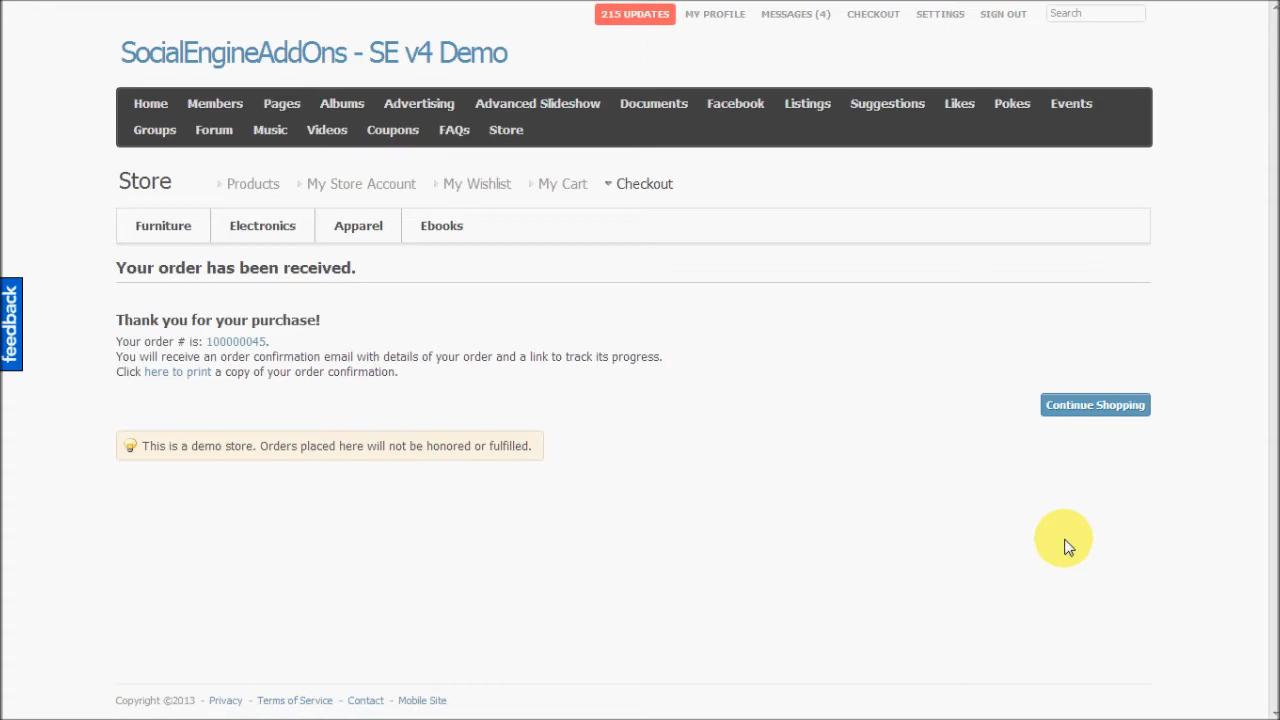 215 UPDATES MY PROFILE MESSAGES (4) CHECKOUT SETTINGS SIGN OUT Search
SocialEngineAddOns - SE v4 Demo
Home Members Pages Albums Advertising Advanced Slideshow Documents Facebook Listings Suggestions Likes Pokes Events
Groups Forum Music Videos Coupons FAQs Store
Store Products My Store Account My Wishlist My Cart Checkout
Furniture Electronics Apparel Ebooks
Your order has been received.
feedback
Thank you for your purchase!
Your order # is: 100000045.
You will receive an order confirmation email with details of your order and a link to track its progress.
Click here to print a copy of your order confirmation.
Continue Shopping
This is a demo store. Orders placed here will not be honored or fulfilled.
Copyright ©2013 - Privacy - Terms of Service - Contact - Mobile Site